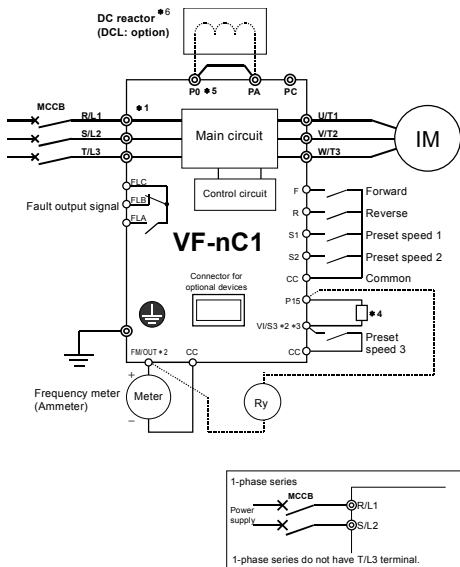 DC reactor *6
(DCL: option)
P0 *5 PA PC
MCCB
R/L1 *1 U/T1
S/L2 V/T2
T/L3 W/T3
Main circuit
IM
Control circuit
FLC
FLB
FLA
Fault output signal
F Forward
R Reverse
S1 Preset speed 1
S2 Preset speed 2
CC Common
VF-nC1
Connector for
optional devices
P15
*4
VI/S3 *2 *3
Preset
speed 3
CC
FM/OUT *2 CC
+
Frequency meter
(Ammeter)
Meter
−
Ry
1-phase series
MCCB
Power
supply
R/L1
S/L2
1-phase series do not have T/L3 terminal.